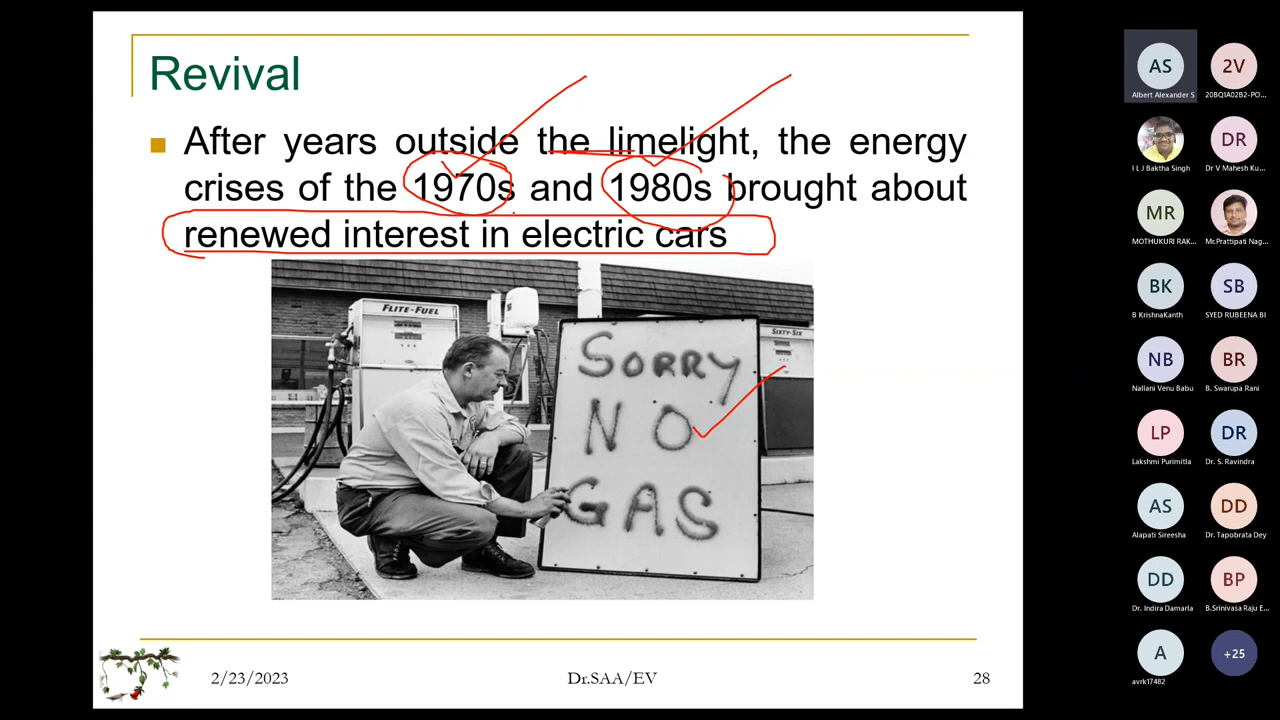 Revival
After years outside the limelight, the energy
crises of the 1970s and 1980s brought about
renewed interest in electric cars
FLITE-FUEL
SIXTY-SIX
SORRY
NO
GAS
2/23/2023
Dr.SAA/EV
28
AS
Albert Alexander S
2V
20BQ1A02B2-PO...
I L J Baktha Singh
DR
Dr V Mahesh Ku...
MR
MOTHUKURI RAK...
Mr.Prattipati Nag...
BK
B KrishnaKanth
SB
SYED RUBEENA BI
NB
Nallani Venu Babu
BR
B. Swarupa Rani
LP
Lakshmi Purimitla
DR
Dr. S. Ravindra
AS
Alapati Sireesha
DD
Dr. Tapobrata Dey
DD
Dr. Indira Damarla
BP
B.Srinivasa Raju E...
A
avrk17482
+25